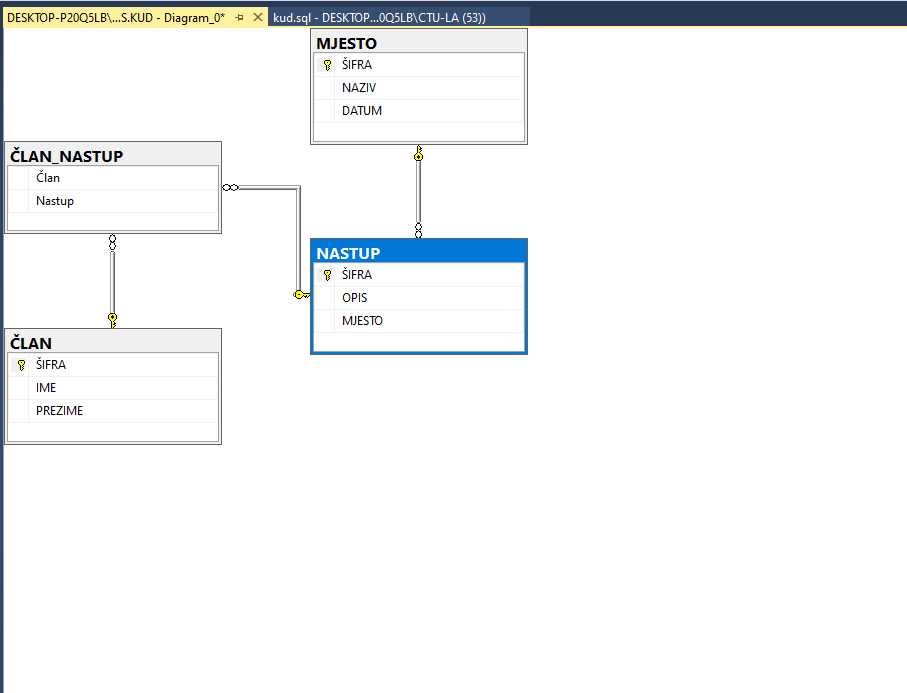 DESKTOP-P20Q5LB\...S.KUD - Diagram_0*
kud.sql - DESKTOP...0Q5LB\CTU-LA (53))
MJESTO
ŠIFRA
NAZIV
DATUM
ČLAN_NASTUP
Član
Nastup
NASTUP
ŠIFRA
OPIS
MJESTO
ČLAN
ŠIFRA
IME
PREZIME